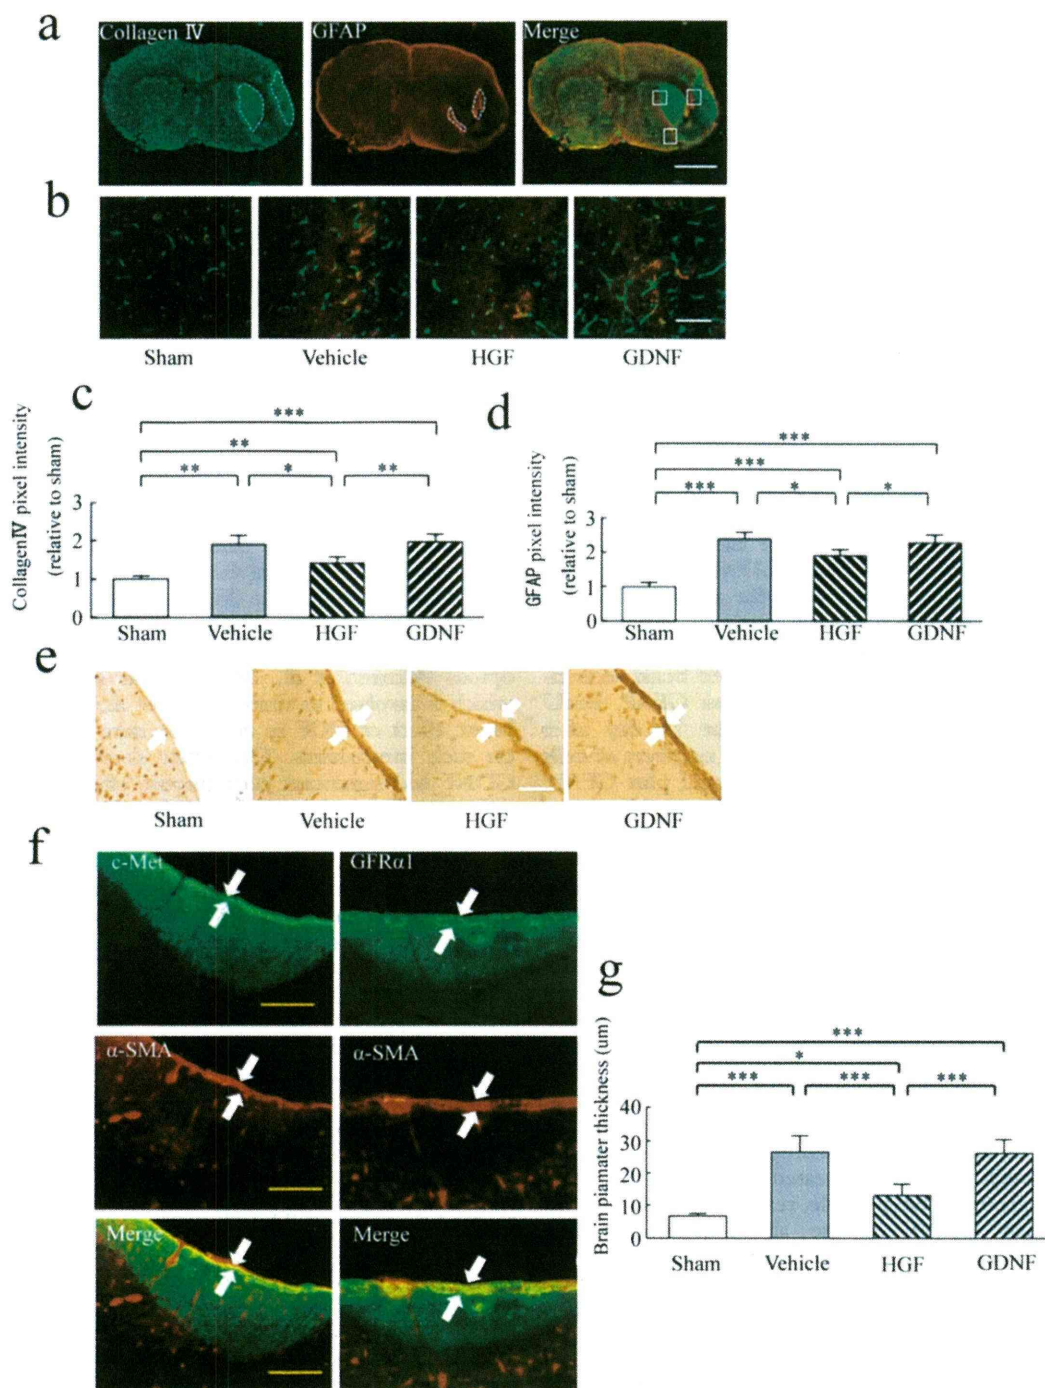 a
Collagen Ⅳ
GFAP
Merge
b
Sham
Vehicle
HGF
GDNF
c
CollagenⅣ pixel intensity
(relative to sham)
***
**
** * **
3
2
1
0
Sham
Vehicle
HGF
GDNF
d
GFAP pixel intensity
(relative to sham)
***
***
*** * *
3
2
1
0
Sham
Vehicle
HGF
GDNF
e
Sham
Vehicle
HGF
GDNF
f
c-Met
GFRα1
α-SMA
α-SMA
Merge
Merge
g
Brain piamater thickness (um)
***
*
*** *** ***
40
30
20
10
0
Sham
Vehicle
HGF
GDNF